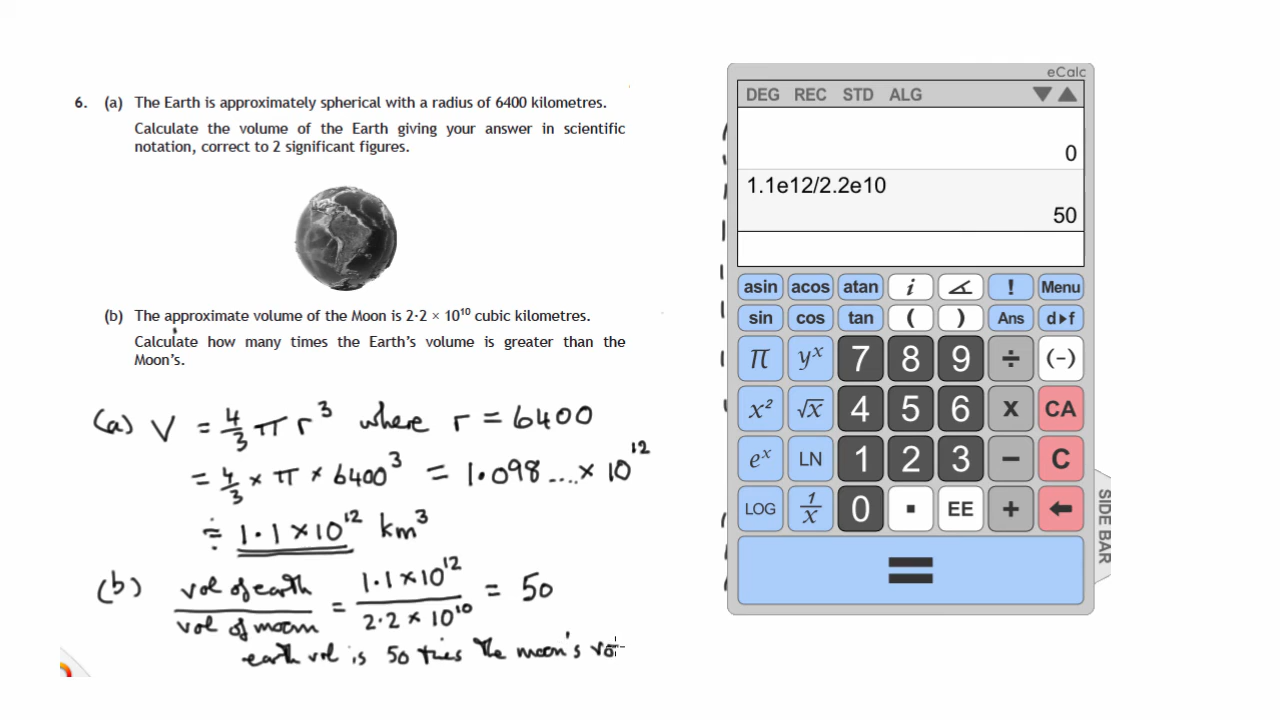 6. (a) The Earth is approximately spherical with a radius of 6400 kilometres.
Calculate the volume of the Earth giving your answer in scientific
notation, correct to 2 significant figures.
(b) The approximate volume of the Moon is 2·2 × 10¹⁰ cubic kilometres.
Calculate how many times the Earth's volume is greater than the
Moon's.
(a) V = 4/3 π r³ where r = 6400
= 4/3 × π × 6400³ = 1.098.... × 10¹²
≑ 1.1 × 10¹² km³
(b) vol of earth / vol of moon = 1.1 × 10¹² / 2.2 × 10¹⁰ = 50
earth vol is 50 ties the moon's vo
eCalc
DEG REC STD ALG ▼▲
0
1.1e12/2.2e10
50
asin acos atan i ∠ ! Menu
sin cos tan ( ) Ans d▸f
π yˣ 7 8 9 ÷ (−)
x² √x 4 5 6 x CA
eˣ LN 1 2 3 − C
LOG 1/x 0 . EE + ←
=
SIDE BAR